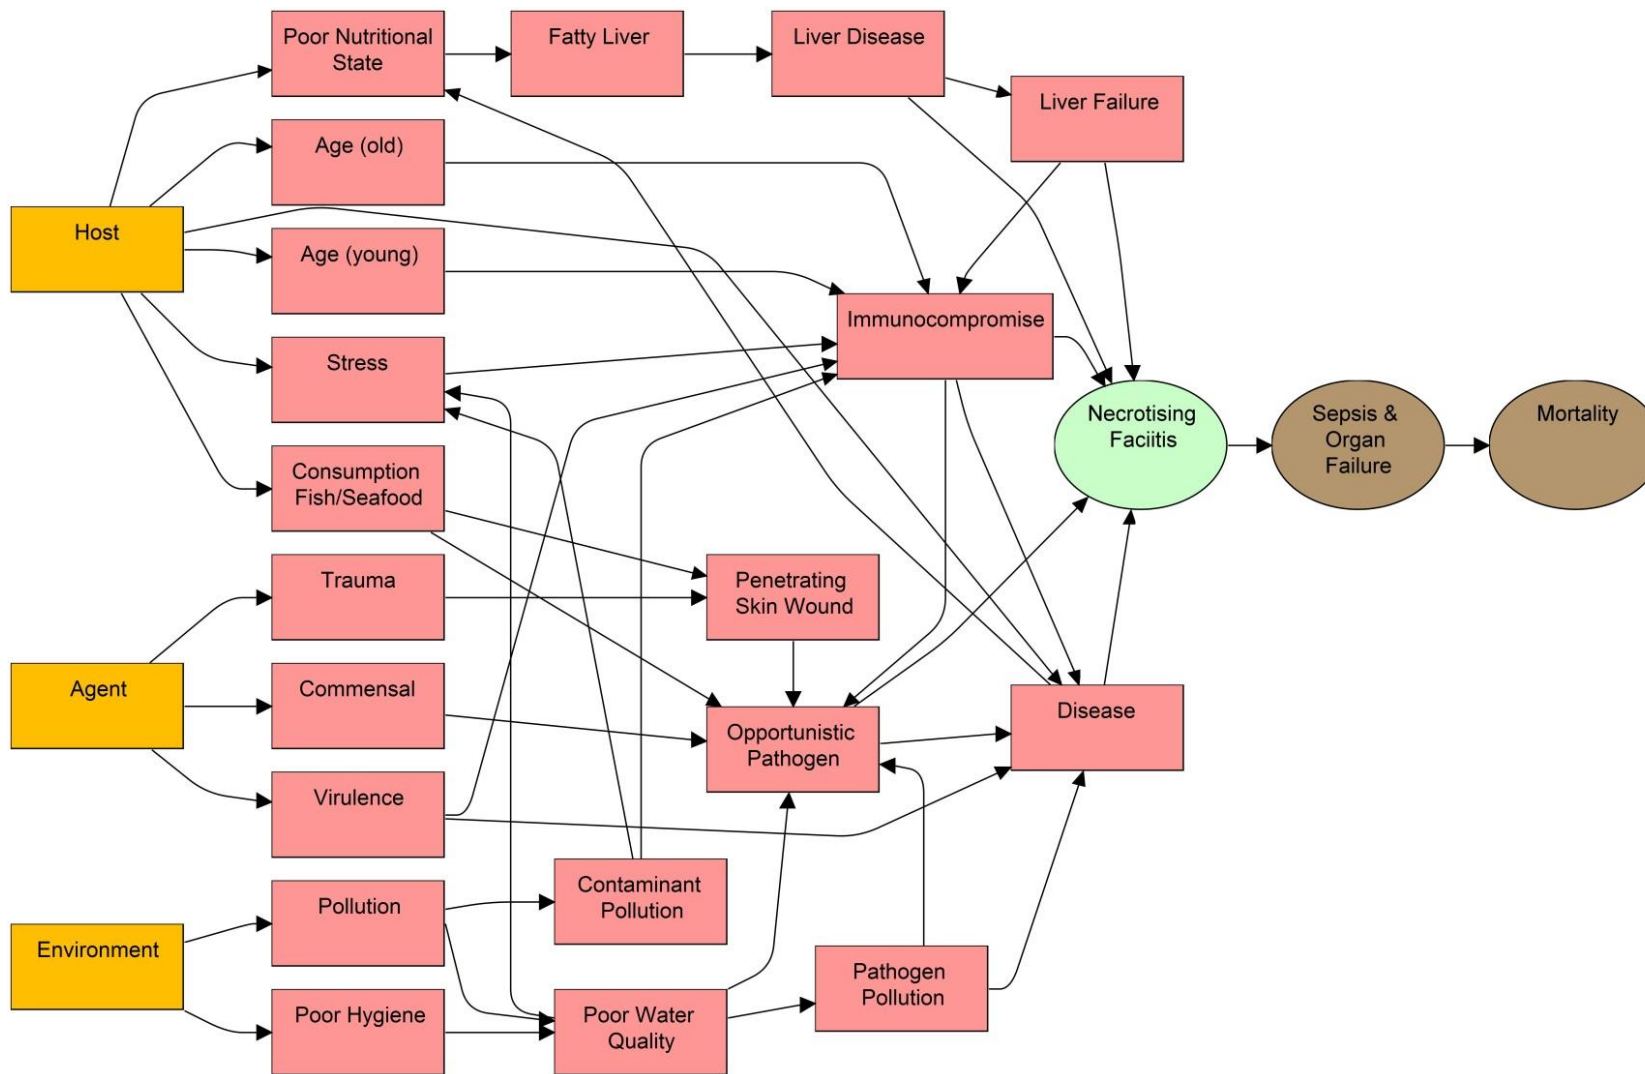 Poor Nutritional
State
Fatty Liver
Liver Disease
Liver Failure
Age (old)
Host
Age (young)
Immunocompromise
Stress
Necrotising
Faciitis
Sepsis &
Organ
Failure
Mortality
Consumption
Fish/Seafood
Trauma
Penetrating
Skin Wound
Agent
Commensal
Opportunistic
Pathogen
Disease
Virulence
Contaminant
Pollution
Pollution
Environment
Pathogen
Pollution
Poor Hygiene
Poor Water
Quality